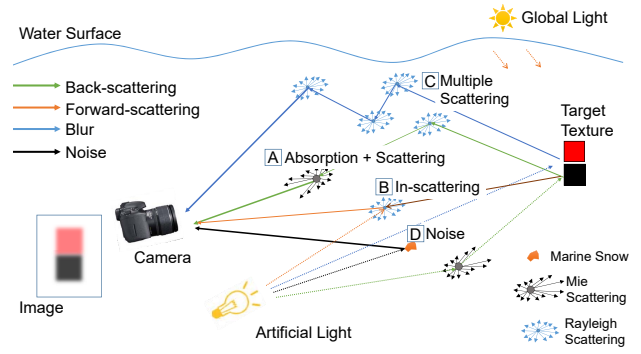 Global Light
Water Surface
Back-scattering
Forward-scattering
Blur
Noise
C Multiple
Scattering
Target
Texture
A Absorption + Scattering
B In-scattering
D Noise
Camera
Image
Artificial Light
Marine Snow
Mie
Scattering
Rayleigh
Scattering